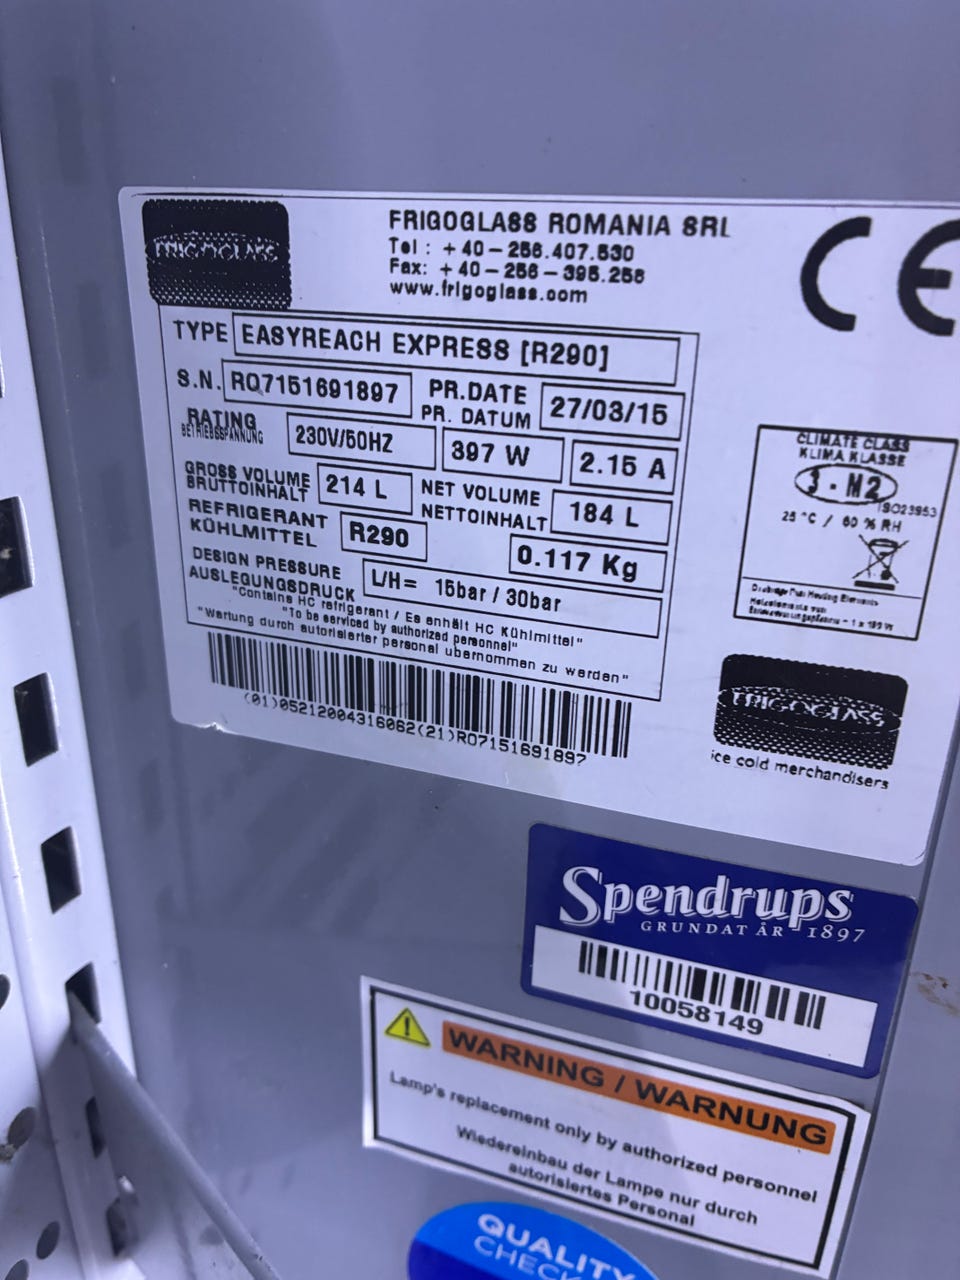 FRIGOGLASS
FRIGOGLASS ROMANIA SRL
Tel : +40-256.407.530
Fax: +40-256-395.256
www.frigoglass.com
CE
TYPE EASYREACH EXPRESS [R290]
S.N. RO7151691897 PR.DATE PR. DATUM 27/03/15
RATING BETRIEBSSPANNUNG 230V/50HZ 397 W 2.15 A
GROSS VOLUME BRUTTOINHALT 214 L NET VOLUME NETTOINHALT 184 L
REFRIGERANT KÜHLMITTEL R290 0.117 Kg
DESIGN PRESSURE AUSLEGUNGSDRUCK L/H= 15bar / 30bar
"Contains HC refrigerant / Es enhält HC Kühlmittel"
"To be serviced by authorized personnel"
"Wartung durch autorisierter personal ubernommen zu werden"
(01)05212004316062(21)RO7151691897
CLIMATE CLASS
KLIMA KLASSE
3 - M2
ISO23953
25 °C / 60 % RH
FRIGOGLASS
ice cold merchandisers
Spendrups
GRUNDAT ÅR 1897
10058149
WARNING / WARNUNG
Lamp's replacement only by authorized personnel
Wiedereinbau der Lampe nur durch
autorisiertes Personal
QUALITY
CHECK